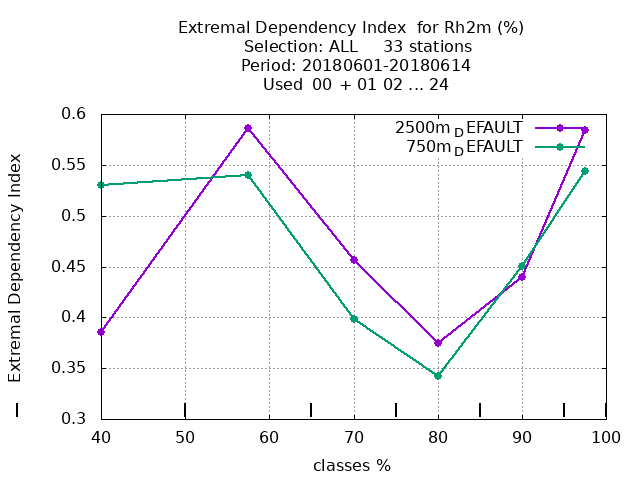 Extremal Dependency Index  for Rh2m (%)
Selection: ALL     33 stations
Period: 20180601-20180614
Used  00 + 01 02 ... 24
2500m_DEFAULT
750m_DEFAULT
Extremal Dependency Index
0.6
0.55
0.5
0.45
0.4
0.35
0.3
40 50 60 70 80 90 100
classes %